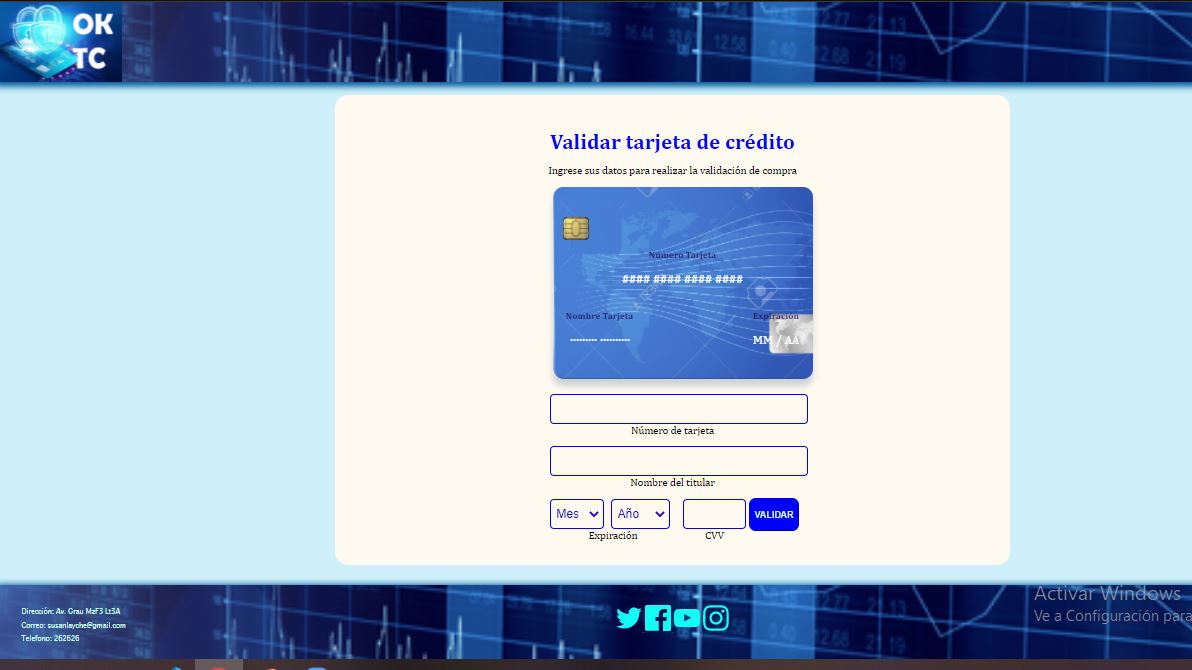 OK
TC
Validar tarjeta de crédito
Ingrese sus datos para realizar la validación de compra
Número Tarjeta
#### #### #### ####
Nombre Tarjeta
Expiración
MM / AA
Número de tarjeta
Nombre del titular
Mes
Año
VALIDAR
Expiración
CVV
Dirección: Av. Grau MzF3 Lt3A
Correo: susanlayche@gmail.com
Telefono: 262626
Activar Windows
Ve a Configuración para